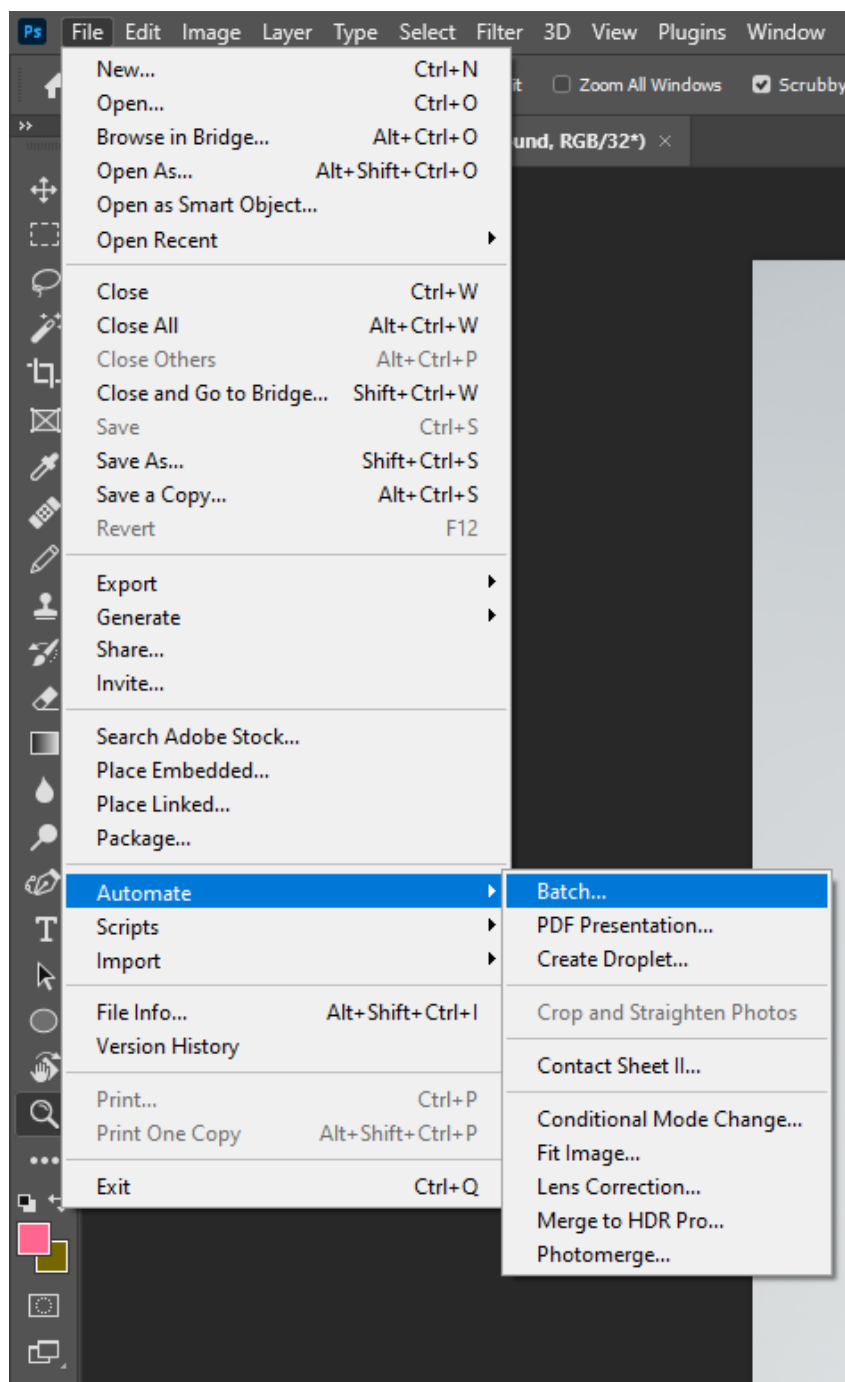 Ps File Edit Image Layer Type Select Filter 3D View Plugins Window
Zoom All Windows Scrubby
und, RGB/32*) ×
New... Ctrl+N
Open... Ctrl+O
Browse in Bridge... Alt+Ctrl+O
Open As... Alt+Shift+Ctrl+O
Open as Smart Object...
Open Recent
Close Ctrl+W
Close All Alt+Ctrl+W
Close Others Alt+Ctrl+P
Close and Go to Bridge... Shift+Ctrl+W
Save Ctrl+S
Save As... Shift+Ctrl+S
Save a Copy... Alt+Ctrl+S
Revert F12
Export
Generate
Share...
Invite...
Search Adobe Stock...
Place Embedded...
Place Linked...
Package...
Automate
Scripts
Import
File Info... Alt+Shift+Ctrl+I
Version History
Print... Ctrl+P
Print One Copy Alt+Shift+Ctrl+P
Exit Ctrl+Q
Batch...
PDF Presentation...
Create Droplet...
Crop and Straighten Photos
Contact Sheet II...
Conditional Mode Change...
Fit Image...
Lens Correction...
Merge to HDR Pro...
Photomerge...